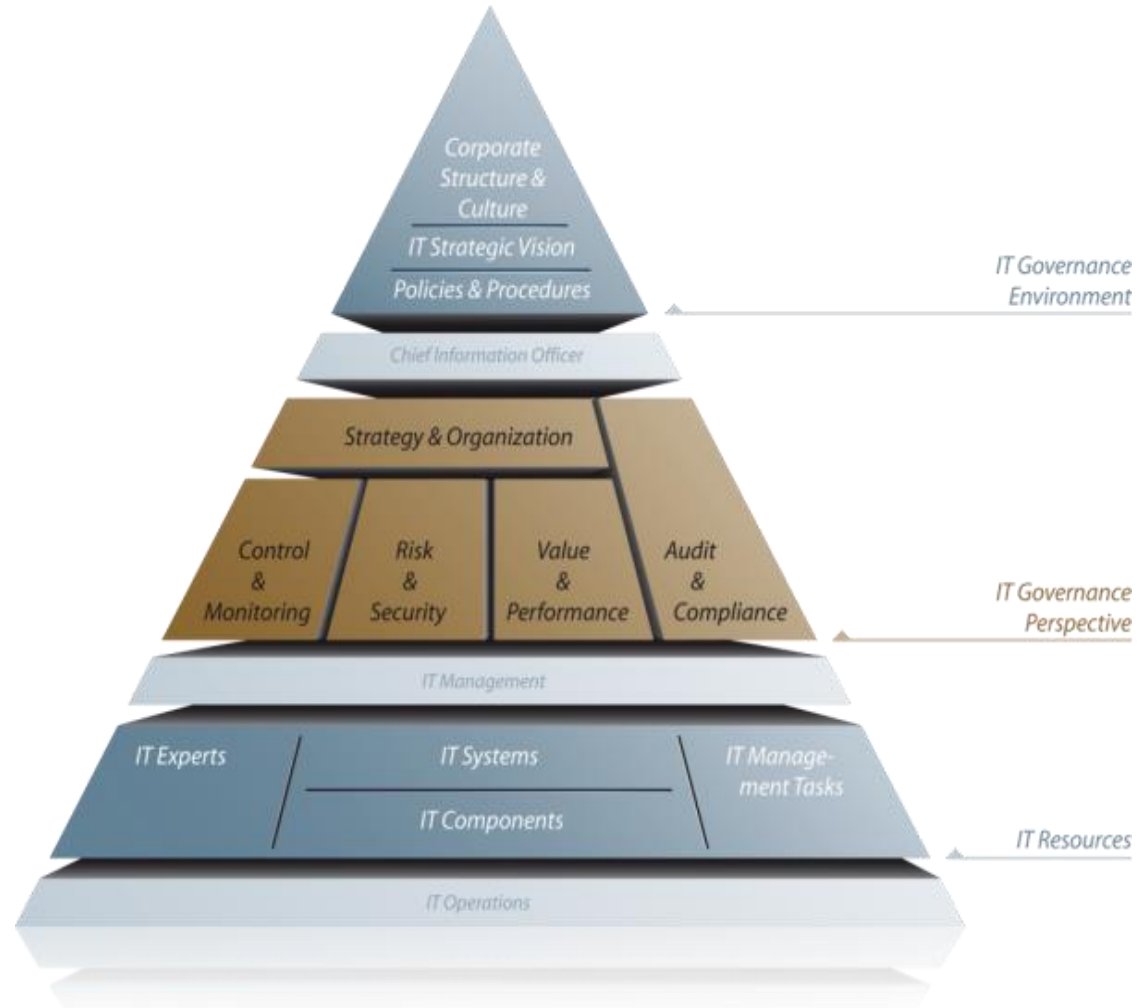 Corporate
Structure &
Culture
IT Strategic Vision
Policies & Procedures
IT Governance
Environment
Chief Information Officer
Strategy & Organization
Control
&
Monitoring
Risk
&
Security
Value
&
Performance
Audit
&
Compliance
IT Governance
Perspective
IT Management
IT Experts
IT Systems
IT Components
IT Manage-
ment Tasks
IT Resources
IT Operations